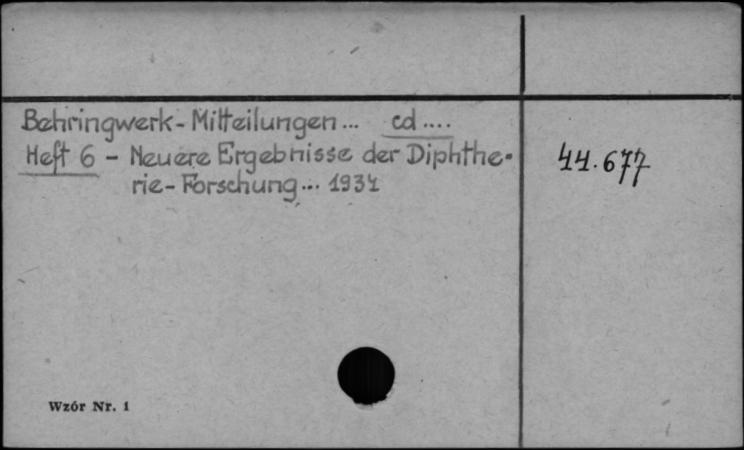 Behringwerk-Mitteilungen... cd....
Heft 6 - Neuere Ergebnisse der Diphthe-
rie-Forschung... 1934
44.677
Wzór Nr. 1